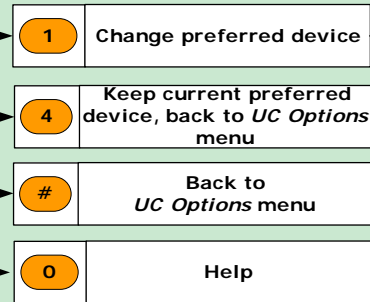 1 Change preferred device
Keep current preferred
4 device, back to UC Options
menu
# Back to
UC Options menu
0 Help